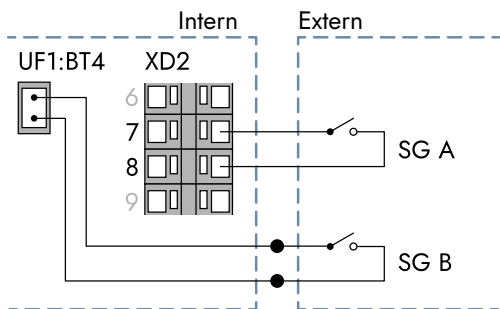 Intern Extern
UF1:BT4 XD2
6
7
8
9
SG A
SG B